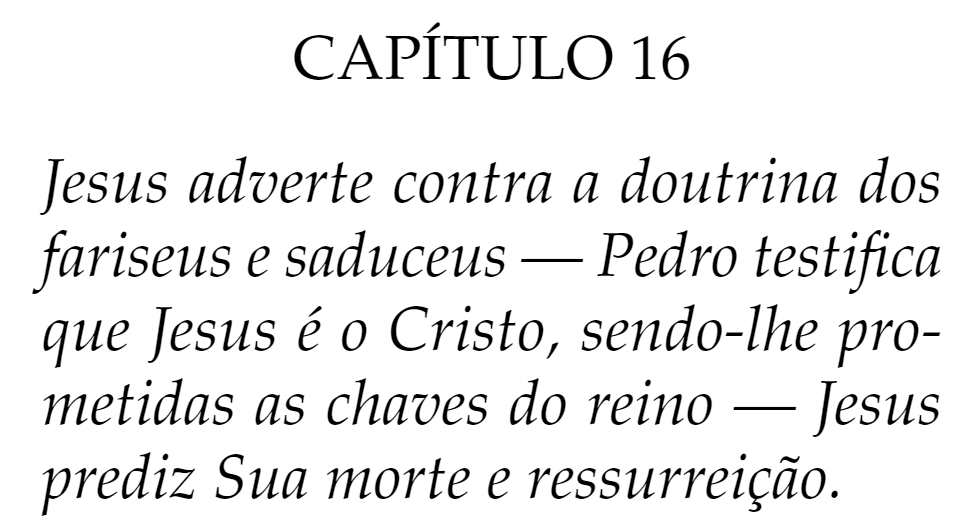 CAPÍTULO 16
Jesus adverte contra a doutrina dos
fariseus e saduceus — Pedro testifica
que Jesus é o Cristo, sendo-lhe pro-
metidas as chaves do reino — Jesus
prediz Sua morte e ressurreição.